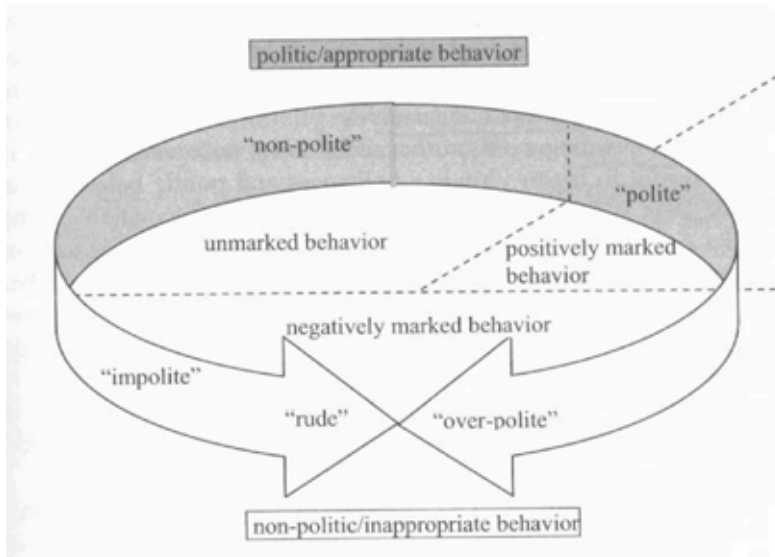 politic/appropriate behavior
“non-polite”
“polite”
unmarked behavior
positively marked
behavior
negatively marked behavior
“impolite”
“rude”
“over-polite”
non-politic/inappropriate behavior